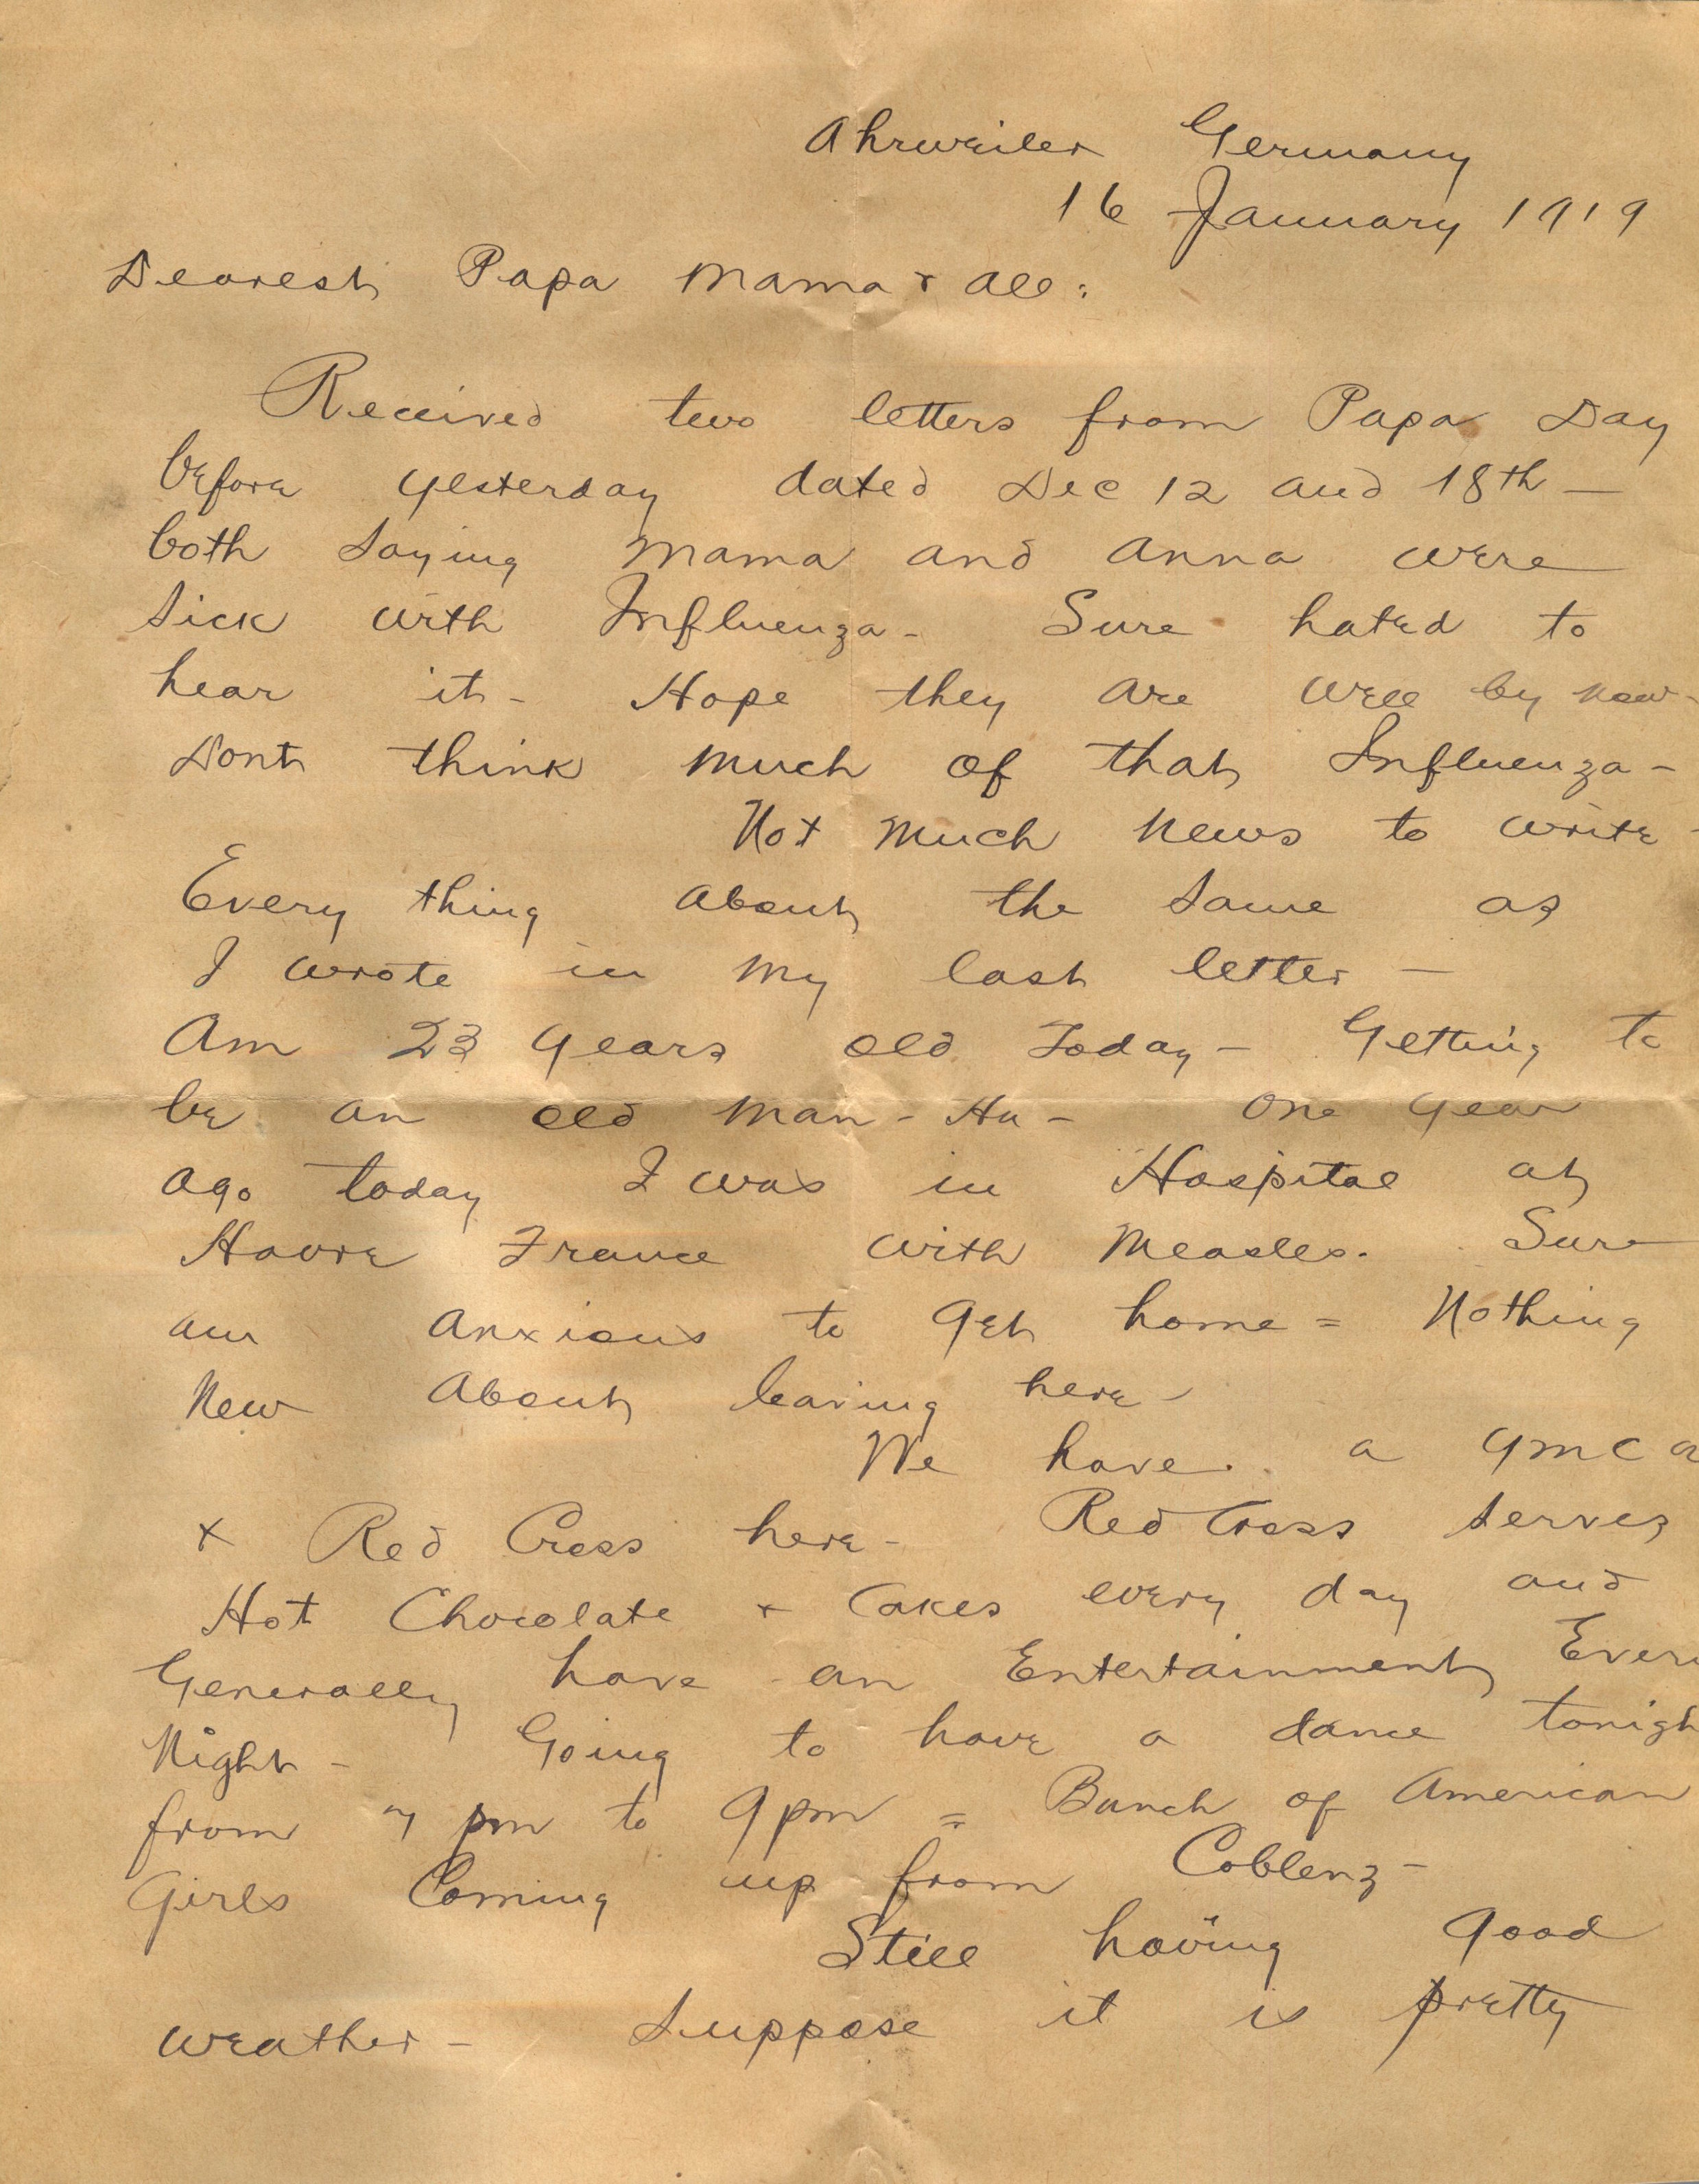 Ahrweiler Germany
16 January 1919
Dearest Papa Mama & all:
Received two letters from Papa Day
before yesterday dated Dec 12 and 18th —
both saying Mama and Anna were
sick with Influenza - Sure hated to
hear it - Hope they are well by now -
Dont think much of that Influenza -
Not much news to write -
Every thing about the same as
I wrote in my last letter —
Am 23 years old Today - Getting to
be an old man - Ha - One year
ago today I was in Hospital at
Havre France with Measles. Sure
am anxious to get home = Nothing
New About leaving here -
We have a YMCA
& Red Cross here - Red Cross serves
Hot Chocolate & Cakes every day and
Generally have an Entertainment Every
Night - Going to have a dance tonigh
from 7 pm to 9 pm = Bunch of American
Girls Coming up from Coblenz -
Still having good
weather - Suppose it is pretty